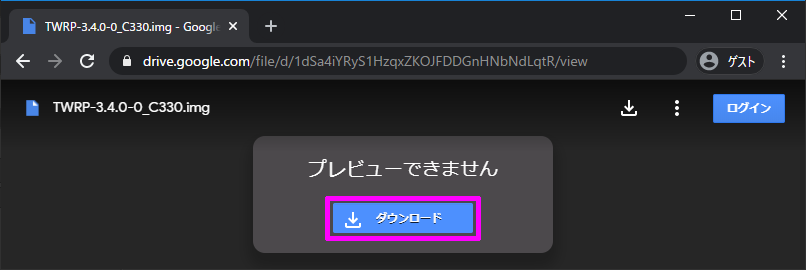 TWRP-3.4.0-0_C330.img - Google
drive.google.com/file/d/1dSa4iYRyS1HzqxZKOJFDDGnHNbNdLqtR/view
ゲスト
TWRP-3.4.0-0_C330.img
ログイン
プレビューできません
ダウンロード